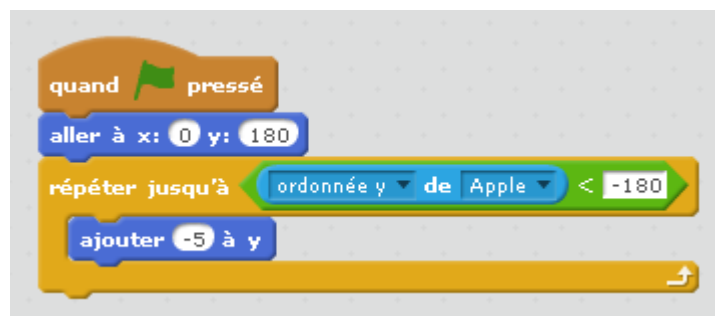 quand pressé
aller à x: 0 y: 180
répéter jusqu'à ordonnée y de Apple < -180
ajouter -5 à y